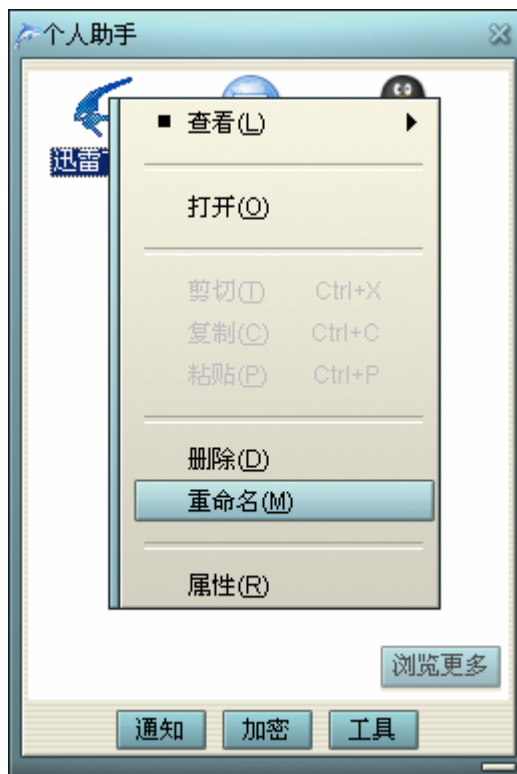 个人助手
迅雷
查看(L)
打开(O)
剪切(T) Ctrl+X
复制(C) Ctrl+C
粘贴(P) Ctrl+P
删除(D)
重命名(M)
属性(R)
浏览更多
通知 加密 工具